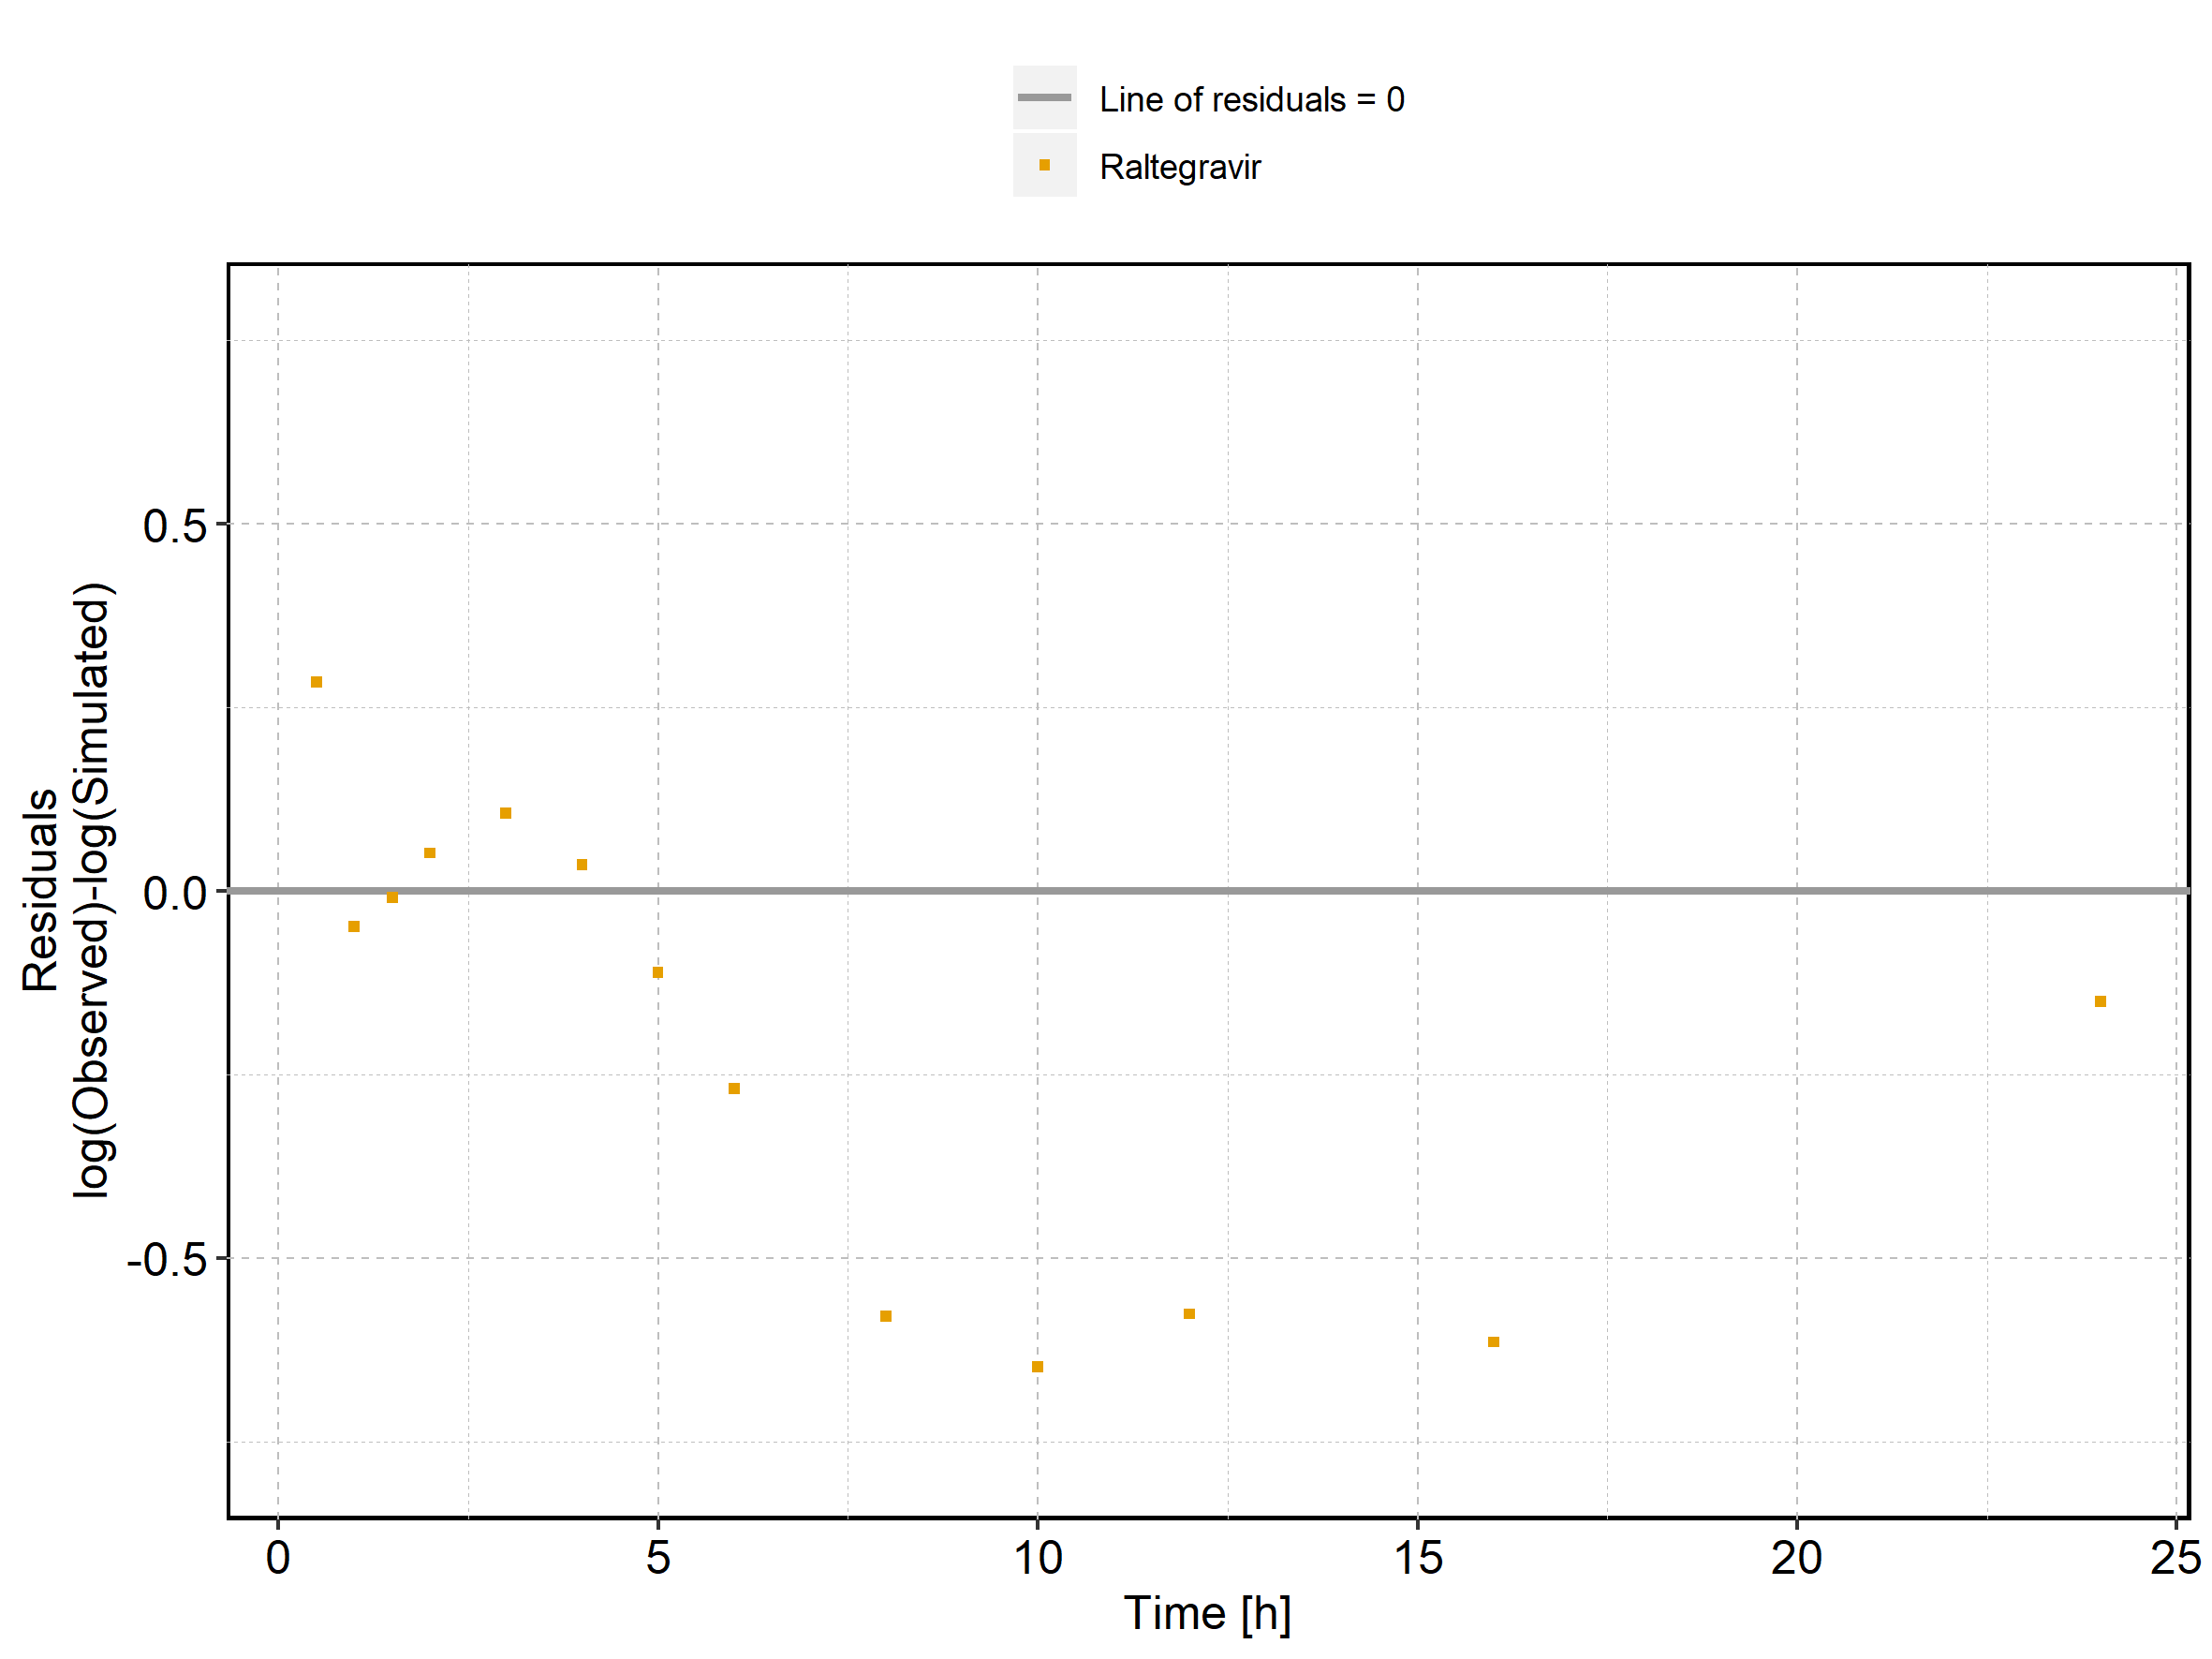 Line of residuals = 0
Raltegravir
Residuals
log(Observed)-log(Simulated)
0.5
0.0
-0.5
0 5 10 15 20 25
Time [h]